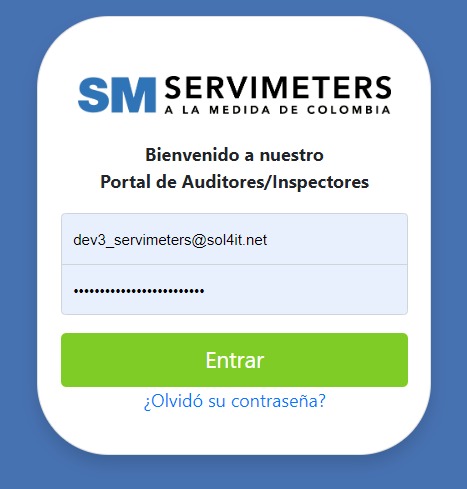 SM SERVIMETERS
A LA MEDIDA DE COLOMBIA
Bienvenido a nuestro
Portal de Auditores/Inspectores
dev3_servimeters@sol4it.net
•••••••••••••••••••••••••
Entrar
¿Olvidó su contraseña?